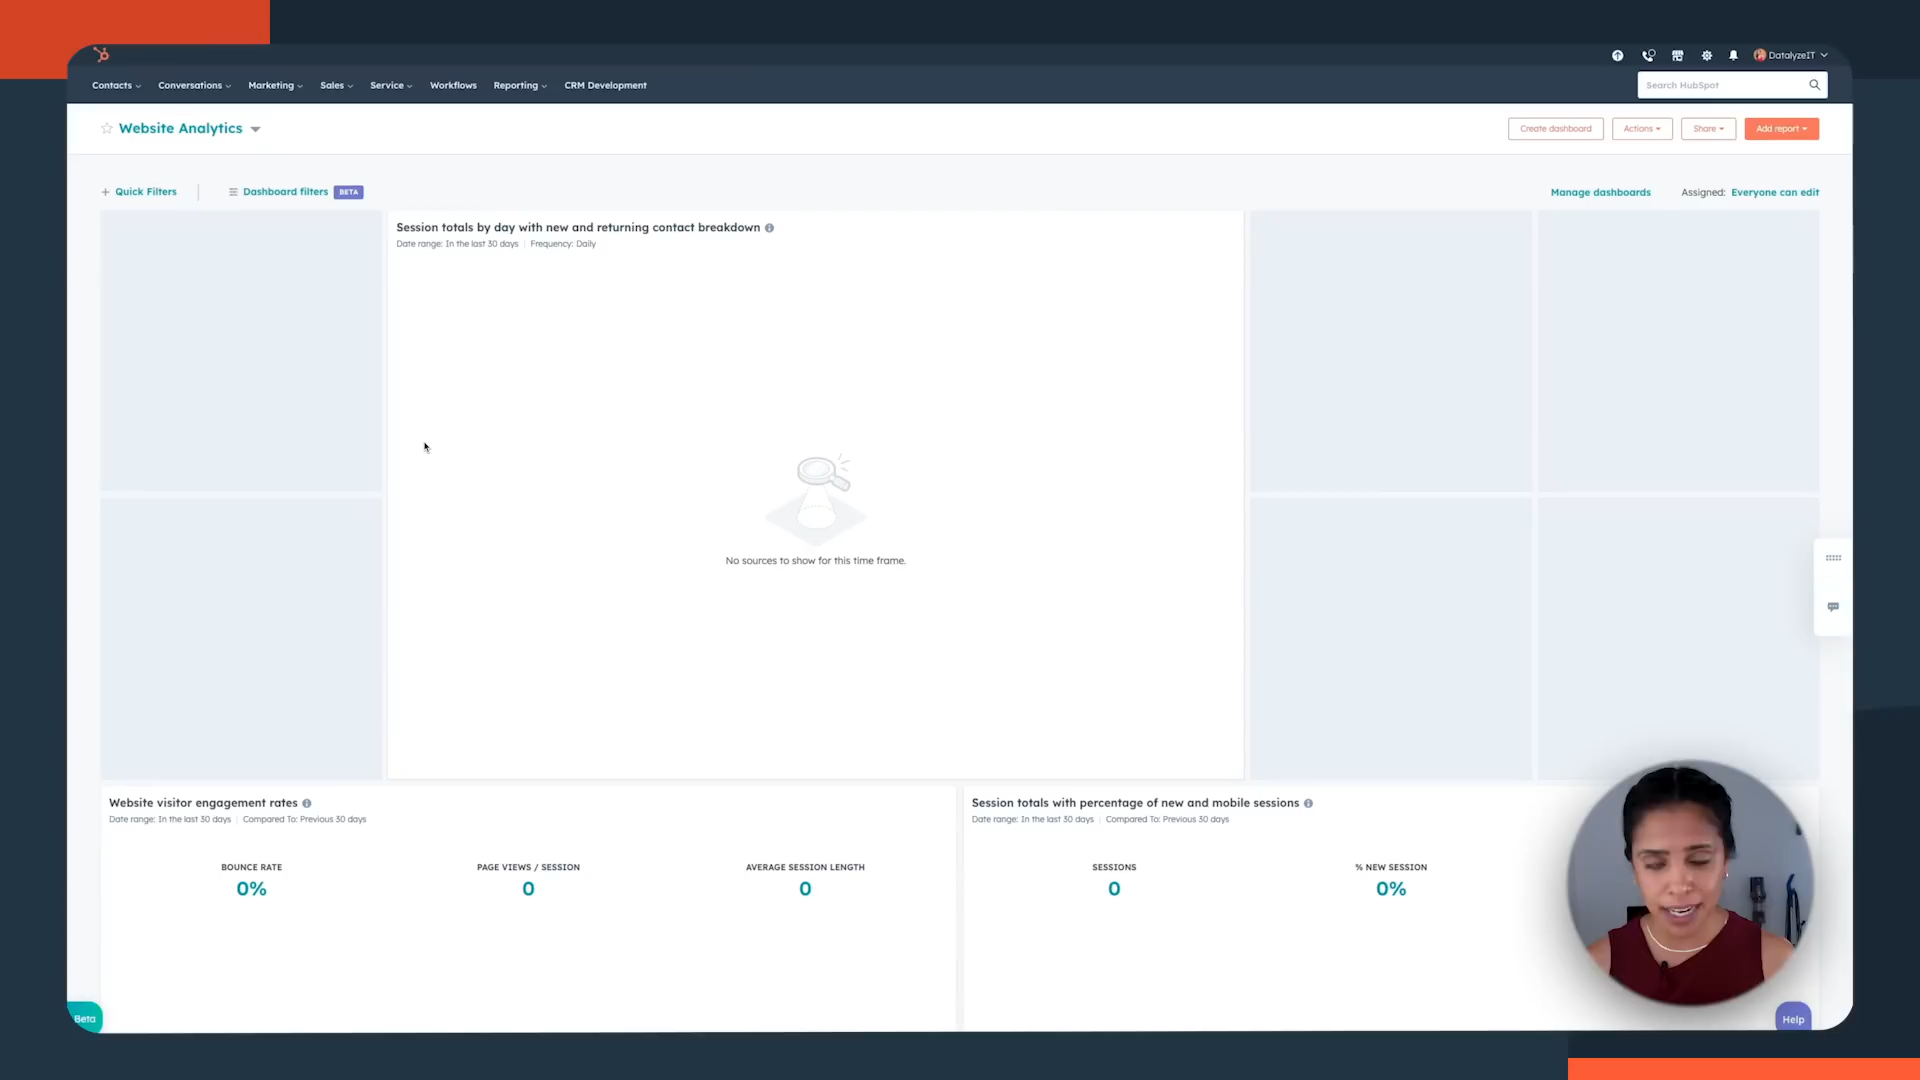 DatalyzeIT
Contacts
Conversations
Marketing
Sales
Service
Workflows
Reporting
CRM Development
Search HubSpot
Website Analytics
Create dashboard
Actions
Share
Add report
+ Quick Filters
Dashboard filters BETA
Manage dashboards
Assigned: Everyone can edit
Session totals by day with new and returning contact breakdown
Date range: In the last 30 days | Frequency: Daily
No sources to show for this time frame.
Website visitor engagement rates
Date range: In the last 30 days | Compared To: Previous 30 days
BOUNCE RATE
0%
PAGE VIEWS / SESSION
0
AVERAGE SESSION LENGTH
0
Session totals with percentage of new and mobile sessions
Date range: In the last 30 days | Compared To: Previous 30 days
SESSIONS
0
% NEW SESSION
0%
Beta
Help